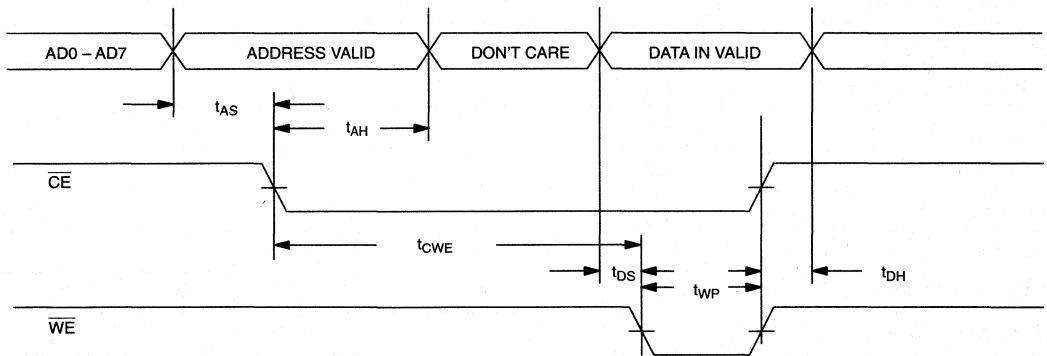 AD0 – AD7 ADDRESS VALID DON'T CARE DATA IN VALID
tAS
tAH
CE
tCWE
tDS tWP tDH
WE